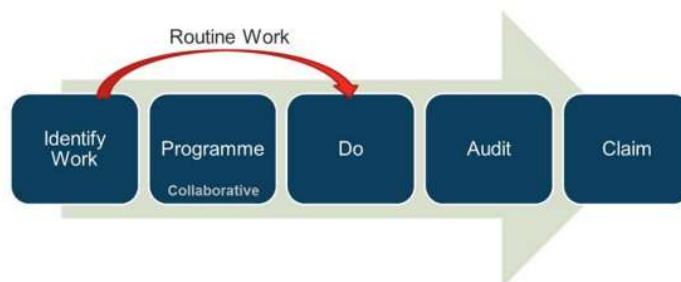 Routine Work
Identify
Work
Programme
Collaborative
Do
Audit
Claim